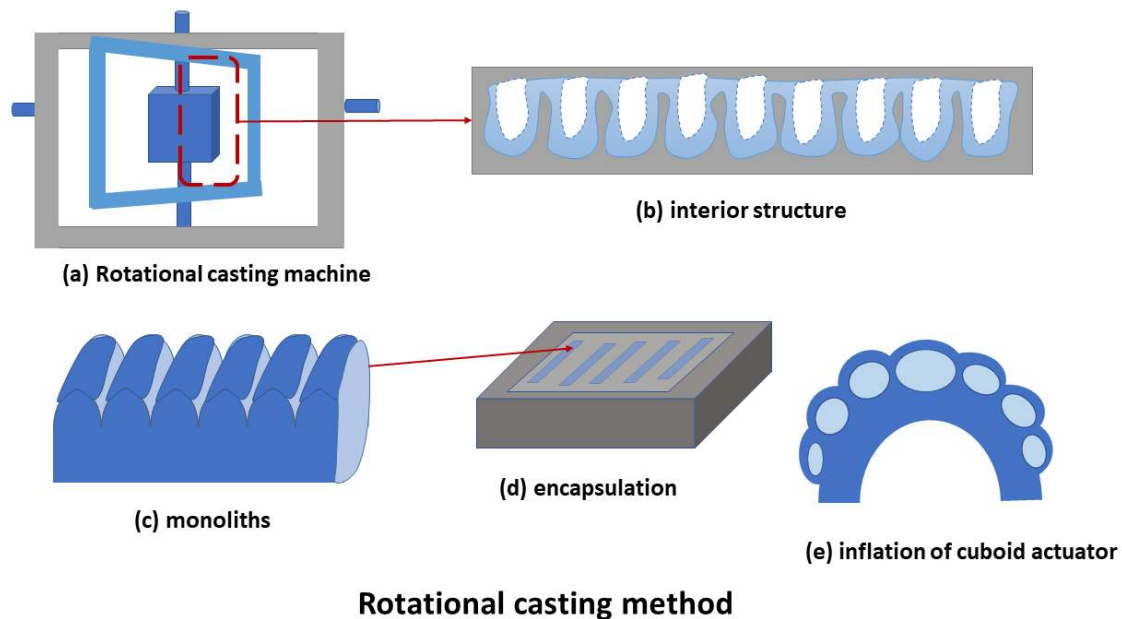 (a) Rotational casting machine
(b) interior structure
(c) monoliths
(d) encapsulation
(e) inflation of cuboid actuator
Rotational casting method